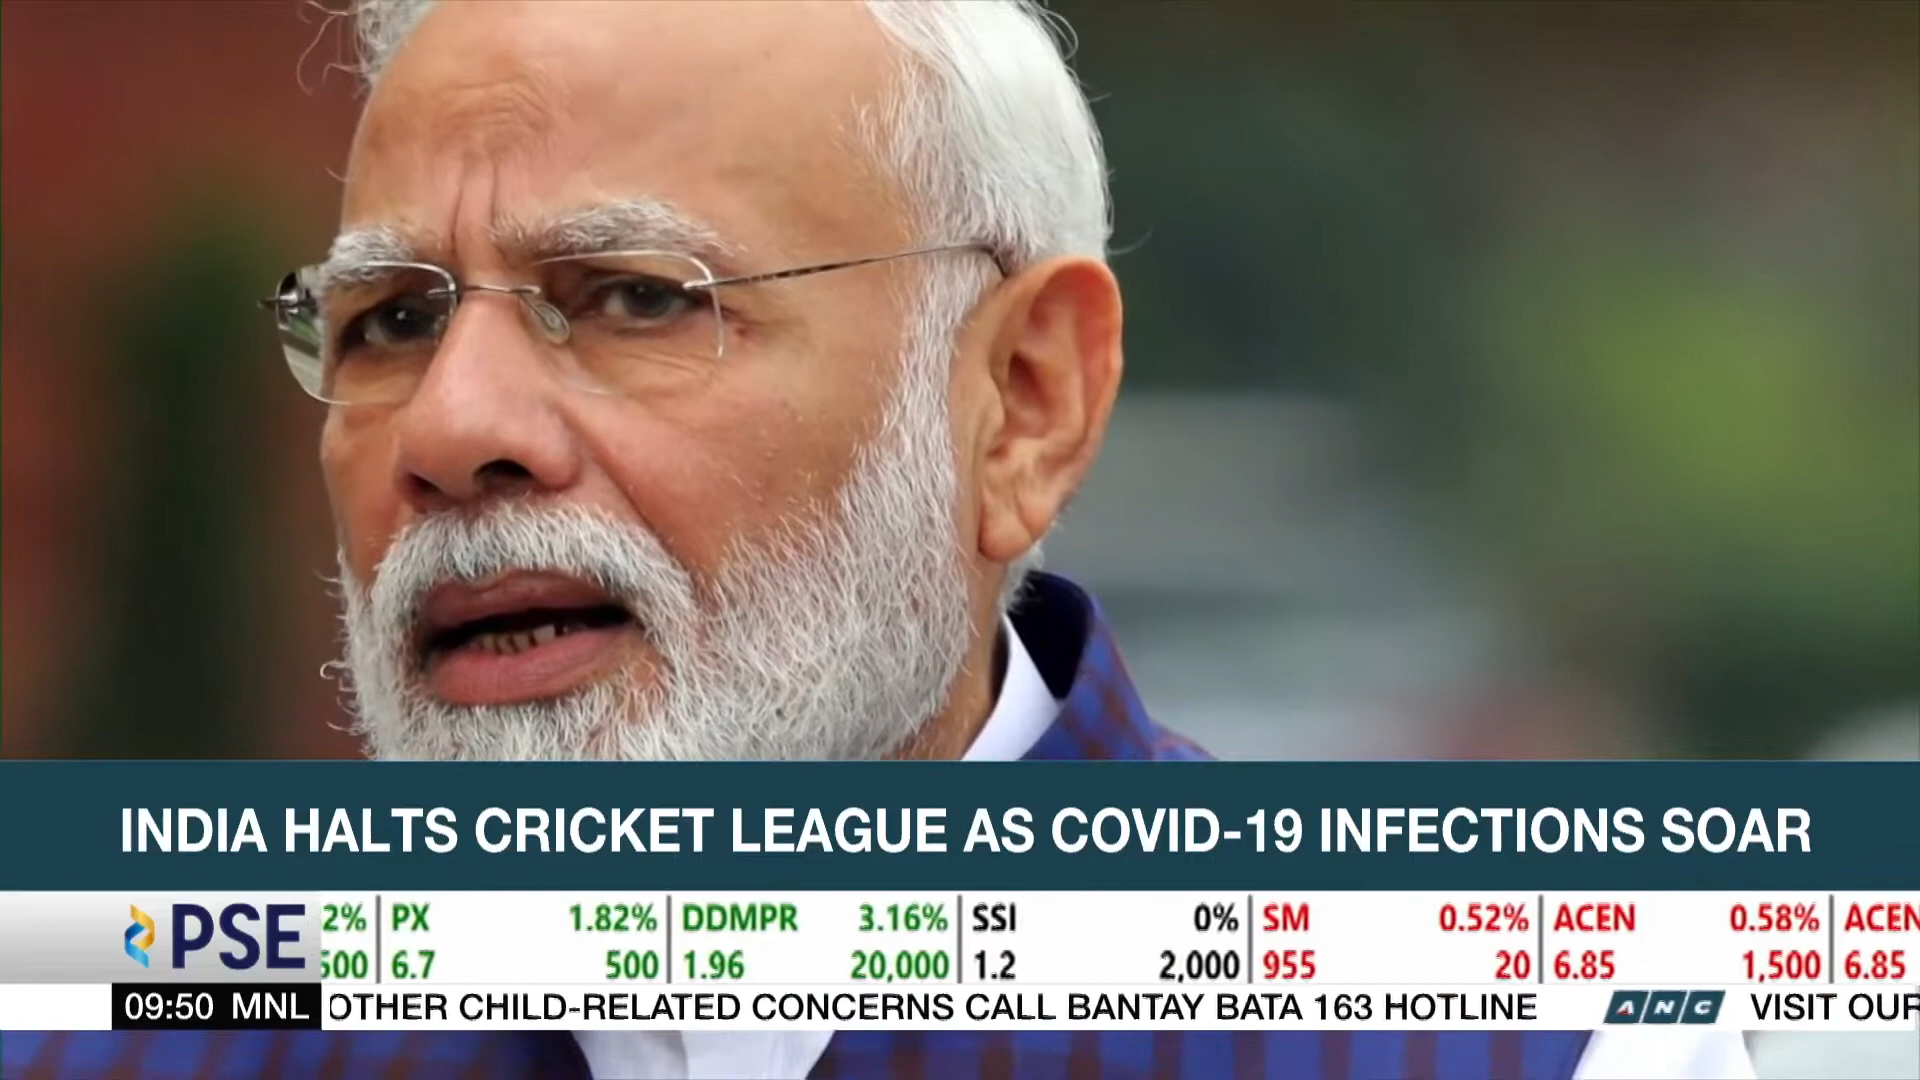 INDIA HALTS CRICKET LEAGUE AS COVID-19 INFECTIONS SOAR
PSE 2% PX 1.82% DDMPR 3.16% SSI 0% SM 0.52% ACEN 0.58% ACEN
500 6.7 500 1.96 20,000 1.2 2,000 955 20 6.85 1,500 6.85
09:50 MNL OTHER CHILD-RELATED CONCERNS CALL BANTAY BATA 163 HOTLINE ANC VISIT OUR